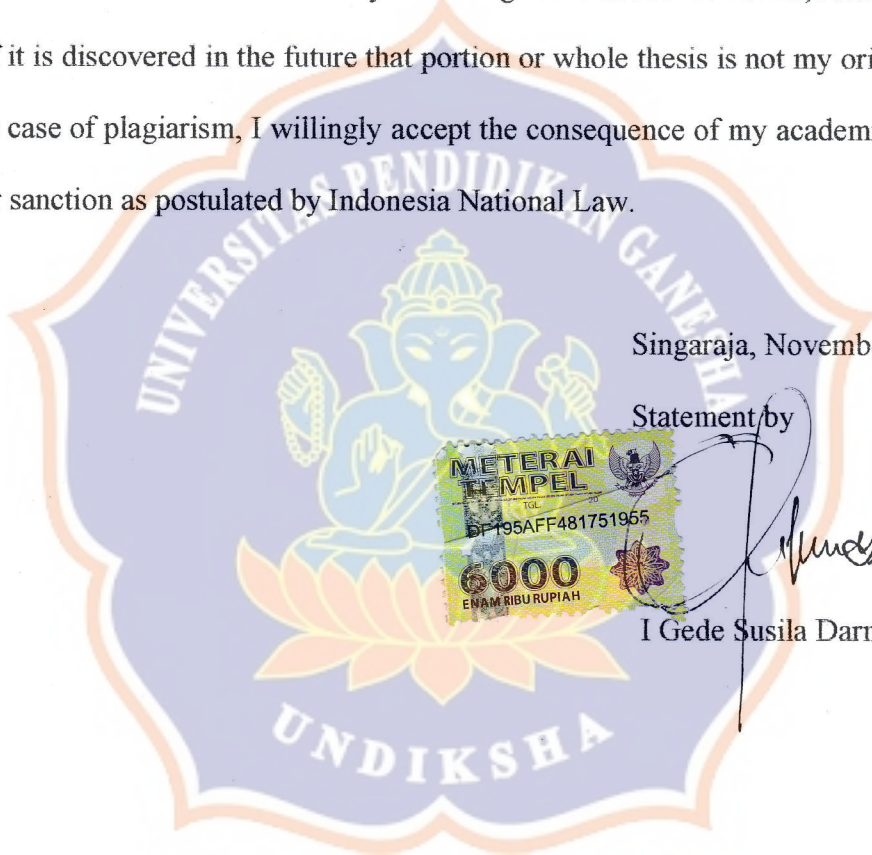 it is discovered in the future that portion or whole thesis is not my ori
case of plagiarism, I willingly accept the consequence of my academ
sanction as postulated by Indonesia National Law.
UNIVERSITAS PENDIDIKAN GANESHA
Singaraja, Novemb
Statement by
METERAI
TEMPEL
TGL. 20
195AFF481751955
6000
ENAM RIBU RUPIAH
I Gede Susila Darm
UNDIKSHA